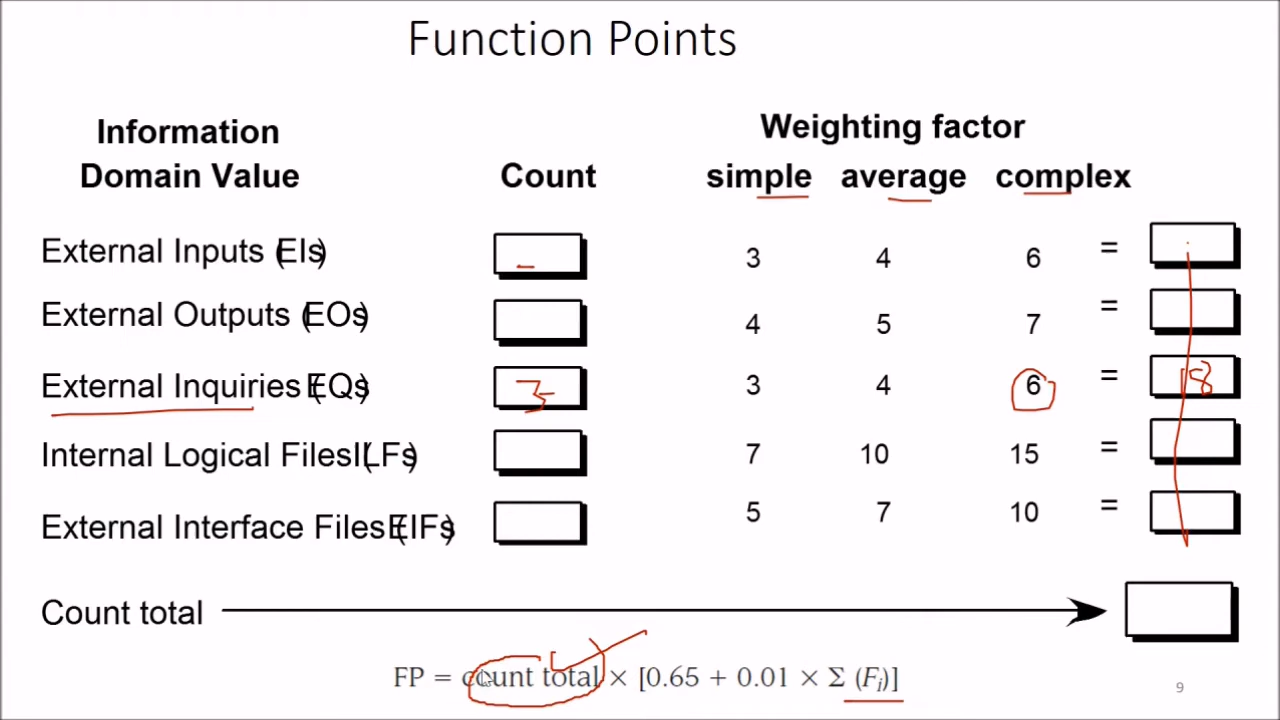 Function Points
Information Domain Value Count Weighting factor
simple average complex
External Inputs (EIs) - 3 4 6 =
External Outputs (EOs) 4 5 7 =
External Inquiries (EQs) 3 3 4 6 = 18
Internal Logical Files (ILFs) 7 10 15 =
External Interface Files (EIFs) 5 7 10 =
Count total
FP = count total × [0.65 + 0.01 × Σ (Fi)]
9